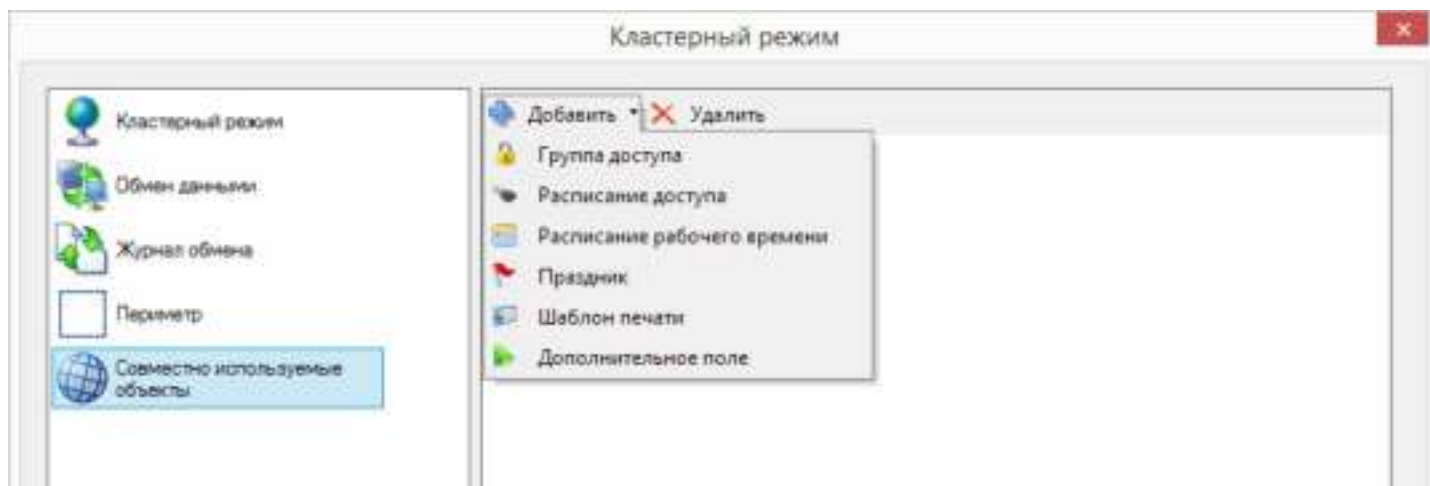 Кластерный режим
Кластерный режим
Обмен данными
Журнал обмена
Периметр
Совместно используемые
объекты
Добавить Удалить
Группа доступа
Расписание доступа
Расписание рабочего времени
Праздник
Шаблон печати
Дополнительное поле